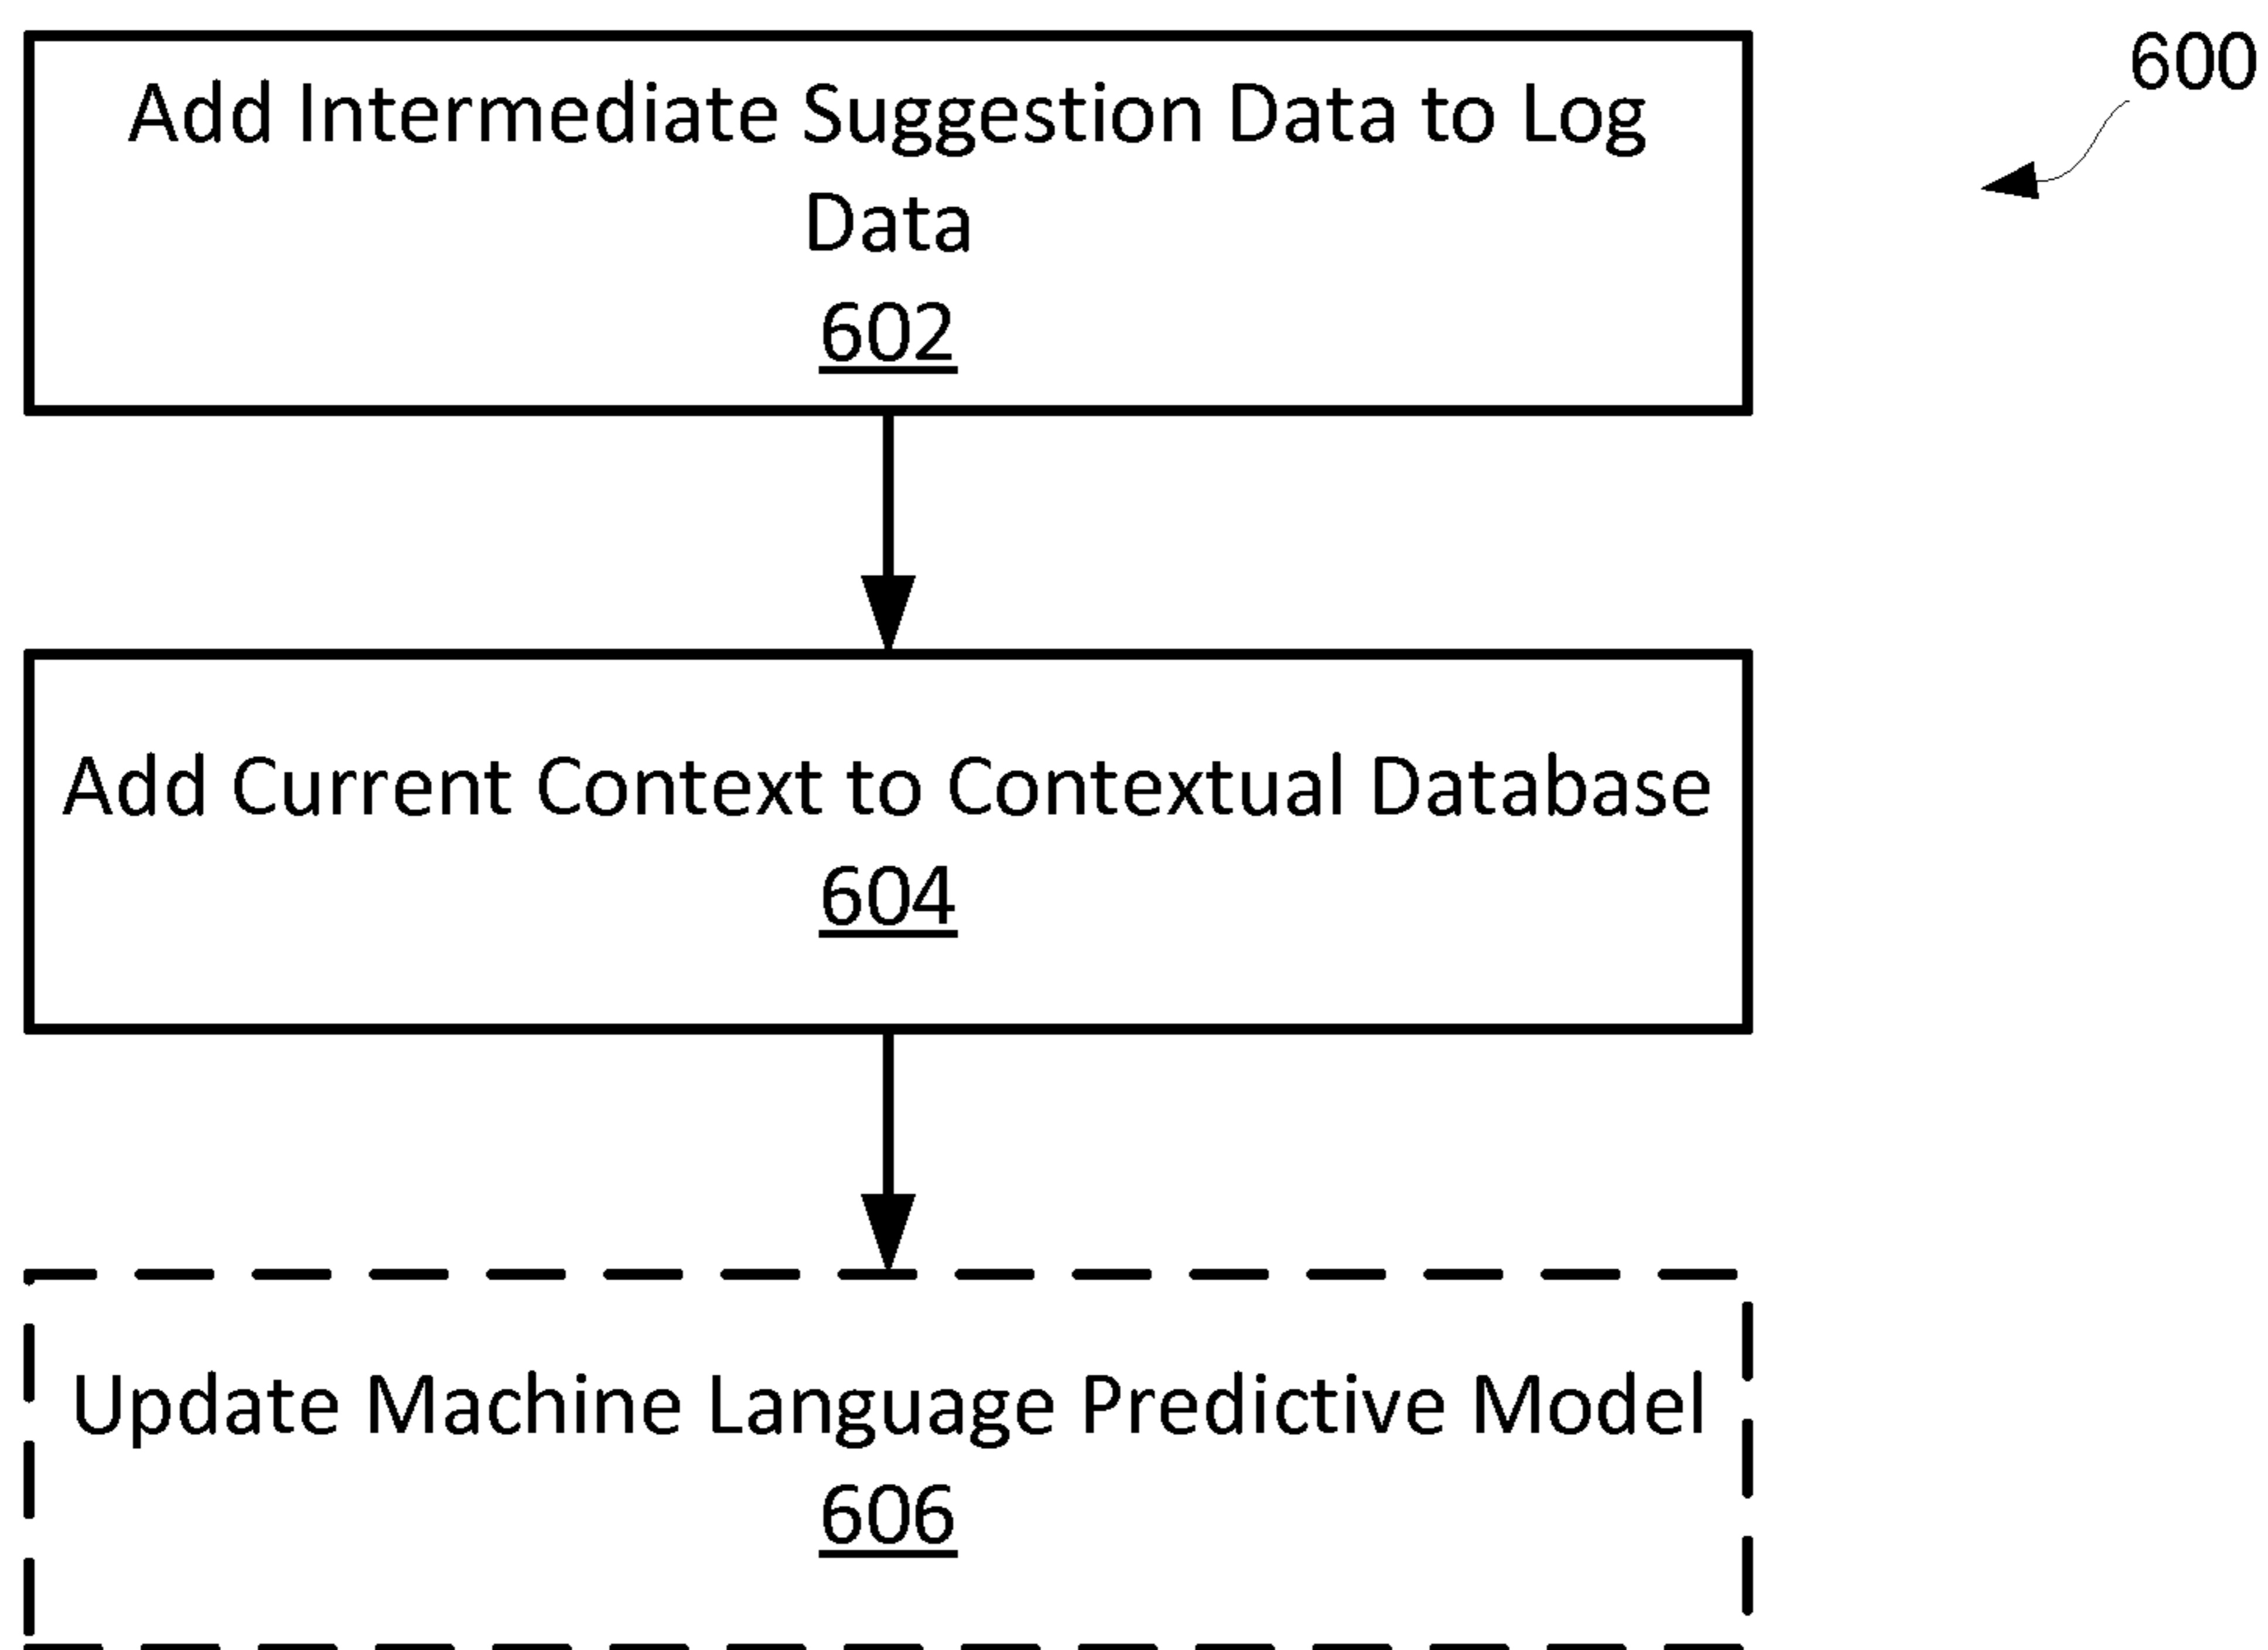 600
Add Intermediate Suggestion Data to Log
Data
602
Add Current Context to Contextual Database
604
Update Machine Language Predictive Model
606